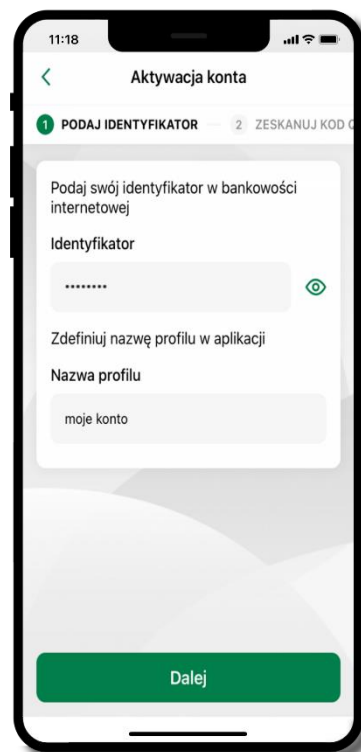 11:18
Aktywacja konta
1 PODAJ IDENTYFIKATOR 2 ZESKANUJ KOD
Podaj swój identyfikator w bankowości
internetowej
Identyfikator
••••••••
Zdefiniuj nazwę profilu w aplikacji
Nazwa profilu
moje konto
Dalej